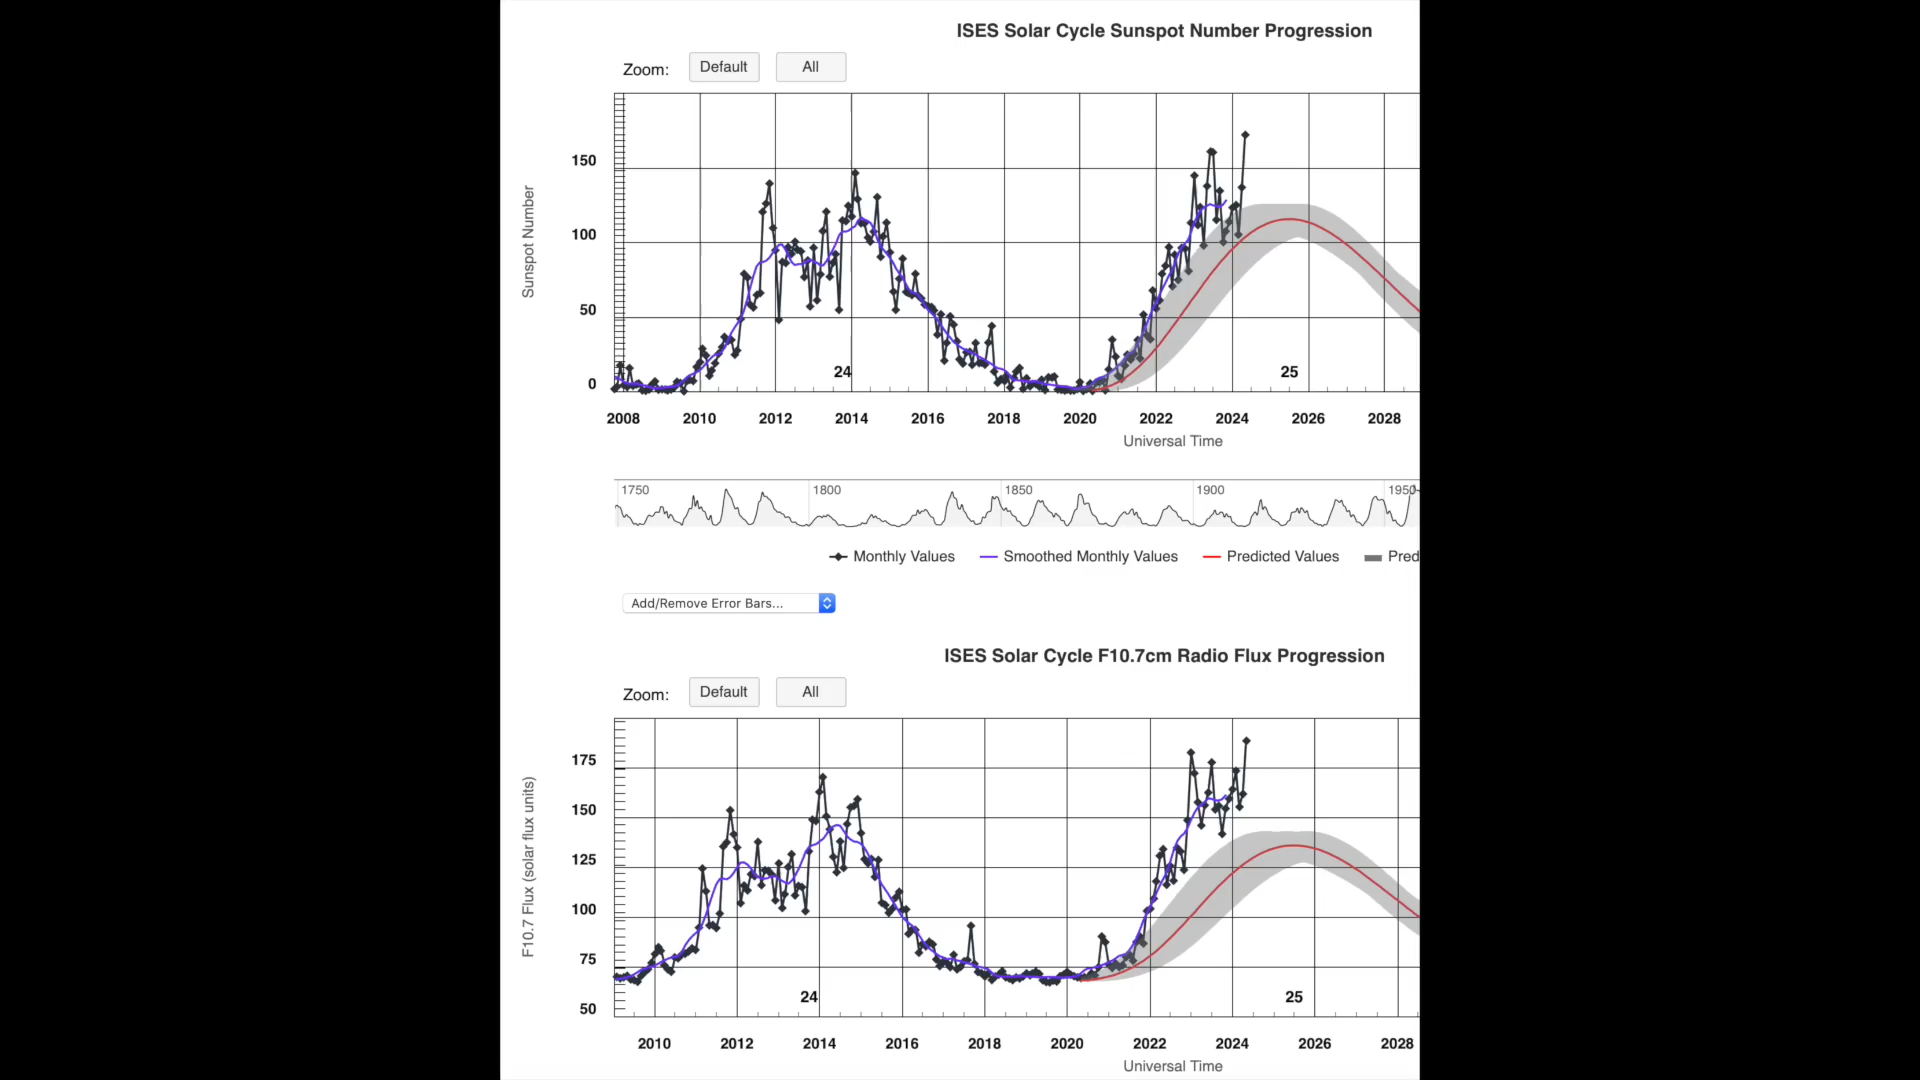 ISES Solar Cycle Sunspot Number Progression
Zoom: Default All
150
100
50
0
Sunspot Number
24
25
2008 2010 2012 2014 2016 2018 2020 2022 2024 2026 2028
Universal Time
1750 1800 1850 1900 1950
Monthly Values Smoothed Monthly Values Predicted Values Pred
Add/Remove Error Bars...
ISES Solar Cycle F10.7cm Radio Flux Progression
Zoom: Default All
175
150
125
100
75
50
F10.7 Flux (solar flux units)
24
25
2010 2012 2014 2016 2018 2020 2022 2024 2026 2028
Universal Time